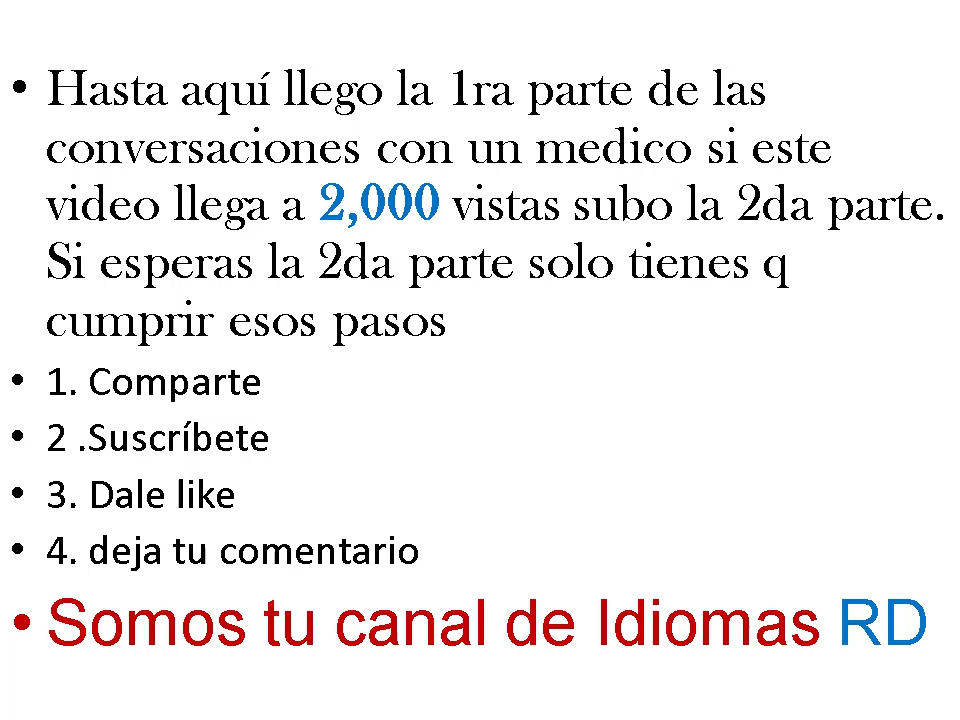 • Hasta aquí llego la 1ra parte de las
conversaciones con un medico si este
video llega a 2,000 vistas subo la 2da parte.
Si esperas la 2da parte solo tienes q
cumprir esos pasos
• 1. Comparte
• 2 .Suscríbete
• 3. Dale like
• 4. deja tu comentario
• Somos tu canal de Idiomas RD